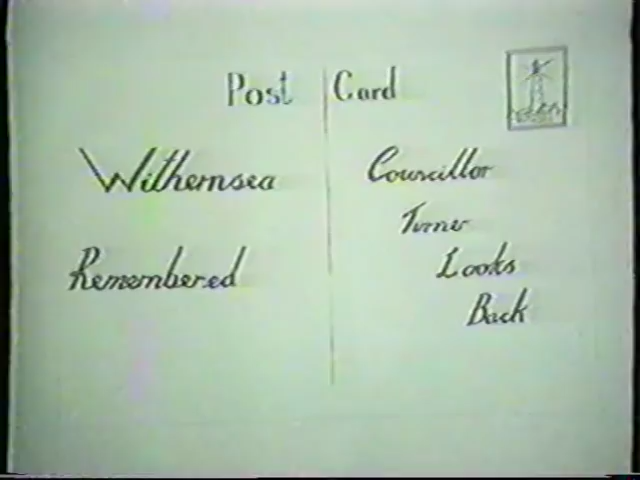 Post Card
Withernsea
Remembered
Councillor
Turner
Looks
Back